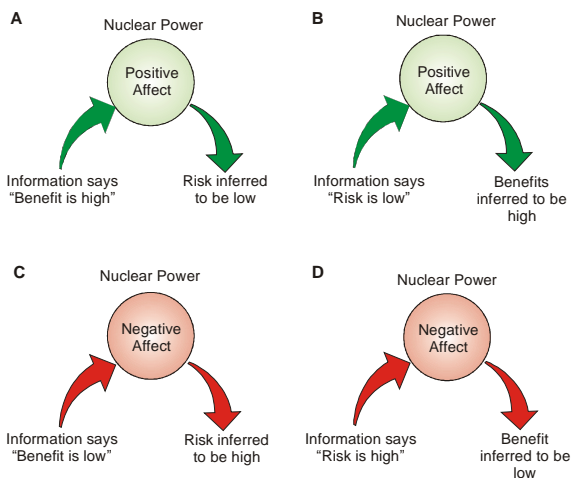 A
Nuclear Power
Positive
Affect
Information says
“Benefit is high”
Risk inferred
to be low
B
Nuclear Power
Positive
Affect
Information says
“Risk is low”
Benefits
inferred to be
high
C
Nuclear Power
Negative
Affect
Information says
“Benefit is low”
Risk inferred
to be high
D
Nuclear Power
Negative
Affect
Information says
“Risk is high”
Benefit
inferred to be
low